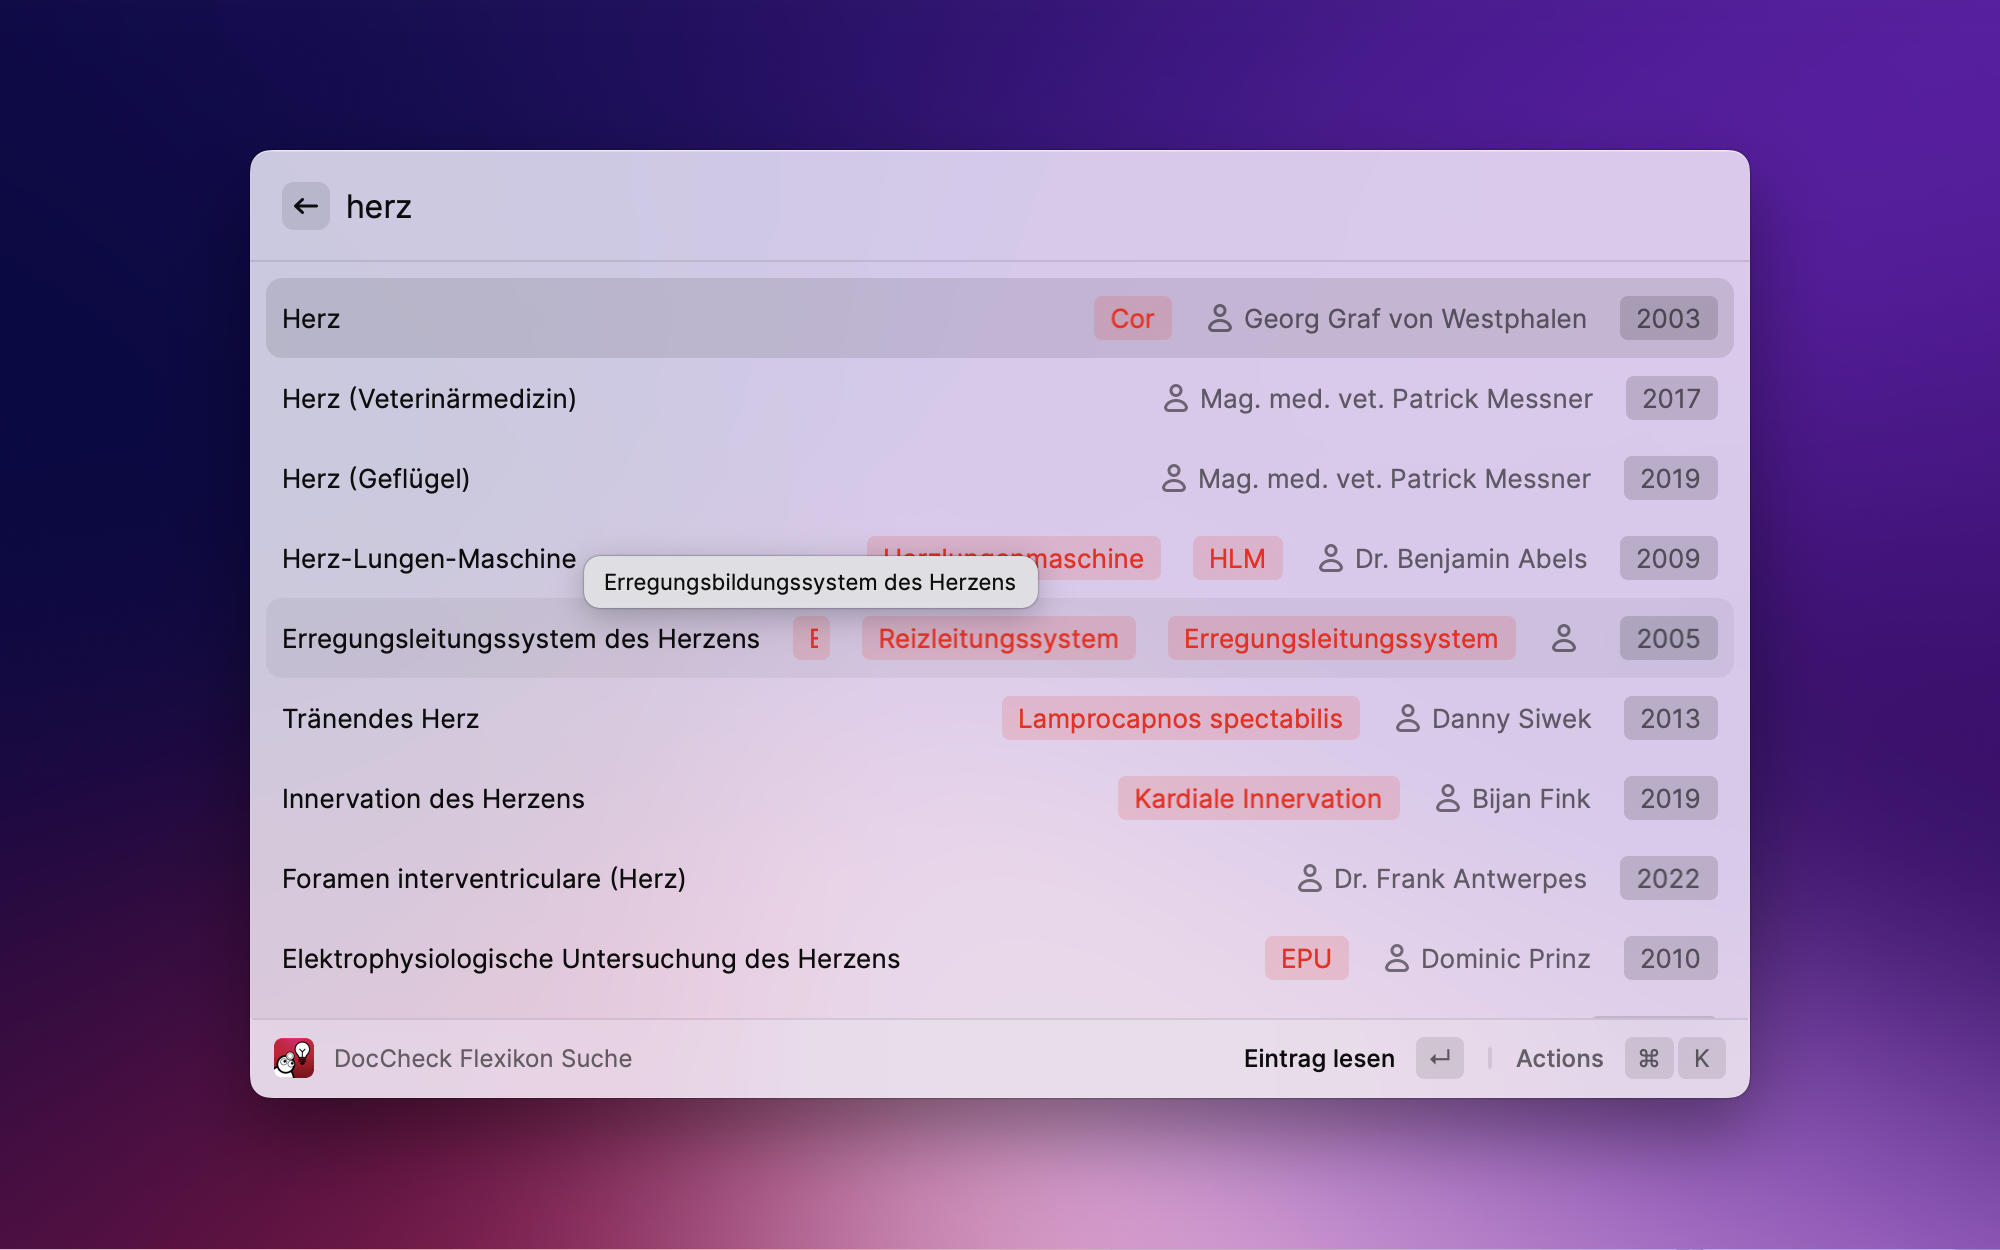 herz
Herz Cor Georg Graf von Westphalen 2003
Herz (Veterinärmedizin) Mag. med. vet. Patrick Messner 2017
Herz (Geflügel) Mag. med. vet. Patrick Messner 2019
Herz-Lungen-Maschine Herzlungenmaschine HLM Dr. Benjamin Abels 2009
Erregungsbildungssystem des Herzens
Erregungsleitungssystem des Herzens E Reizleitungssystem Erregungsleitungssystem 2005
Tränendes Herz Lamprocapnos spectabilis Danny Siwek 2013
Innervation des Herzens Kardiale Innervation Bijan Fink 2019
Foramen interventriculare (Herz) Dr. Frank Antwerpes 2022
Elektrophysiologische Untersuchung des Herzens EPU Dominic Prinz 2010
DocCheck Flexikon Suche Eintrag lesen ↵ Actions ⌘ K